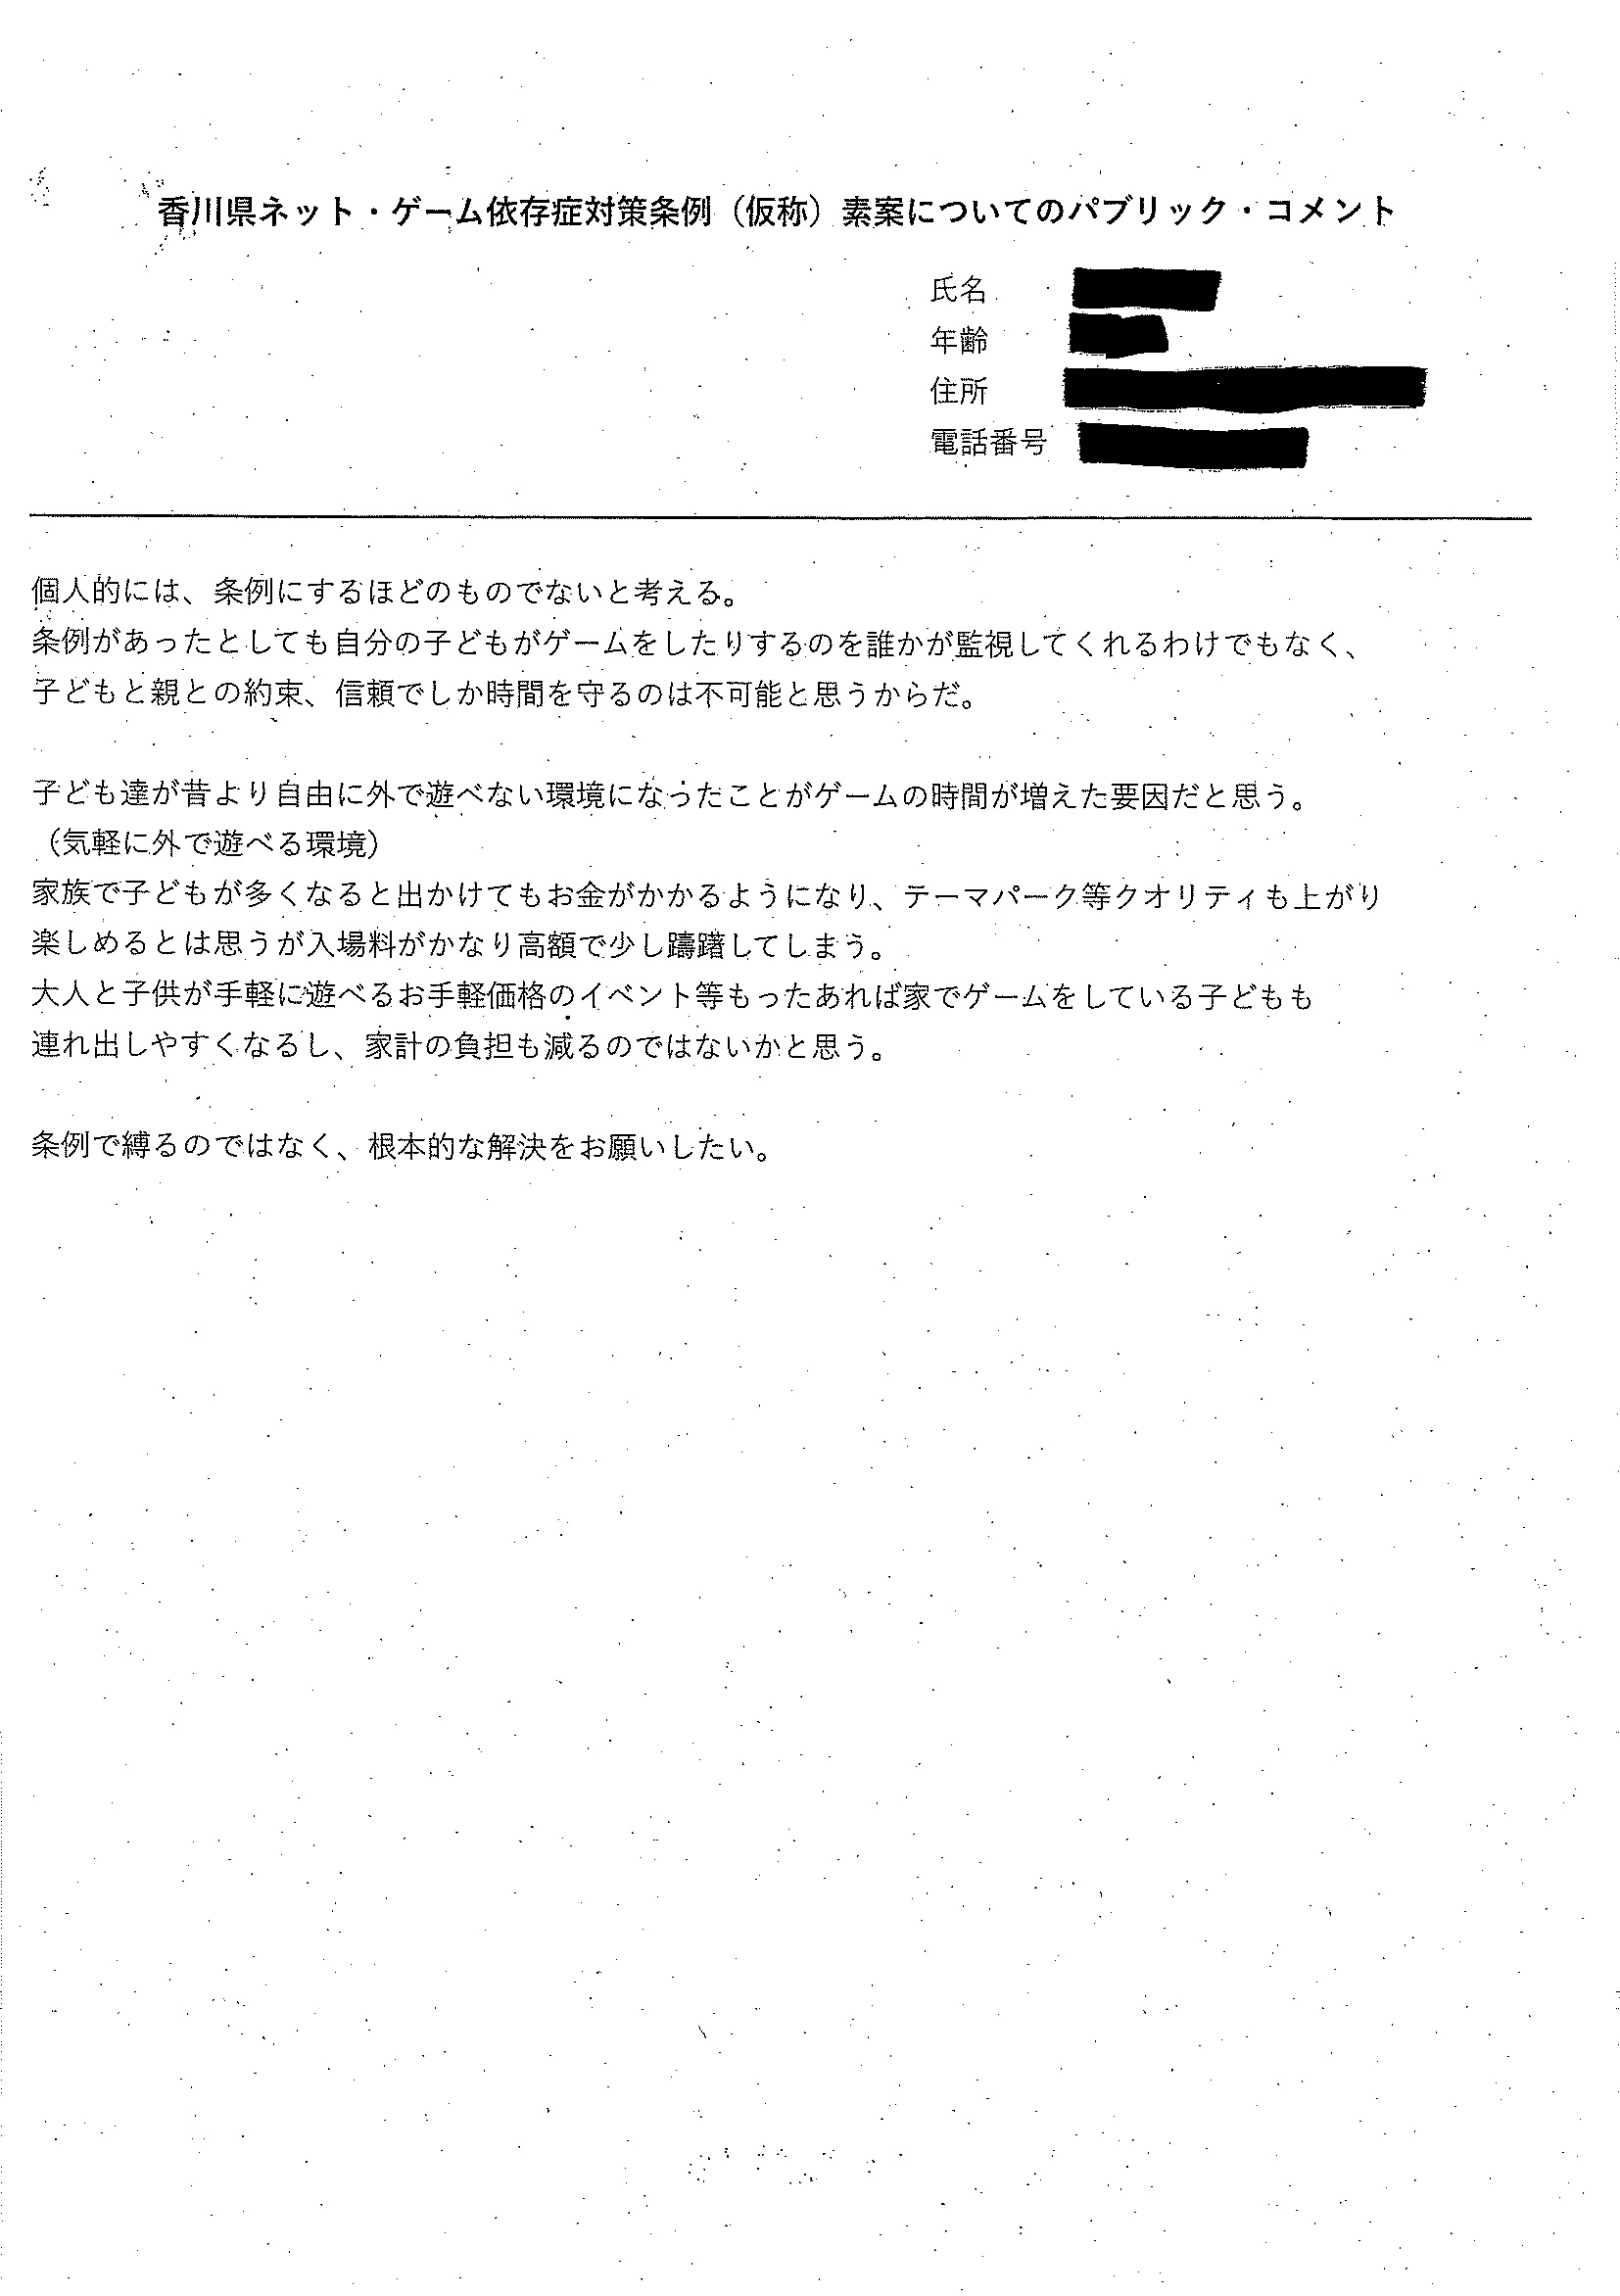 香川県ネット・ゲーム依存症対策条例（仮称）素案についてのパブリック・コメント
氏名
年齢
住所
電話番号
個人的には、条例にするほどのものでないと考える。
条例があったとしても自分の子どもがゲームをしたりするのを誰かが監視してくれるわけでもなく、
子どもと親との約束、信頼でしか時間を守るのは不可能と思うからだ。
子ども達が昔より自由に外で遊べない環境になったことがゲームの時間が増えた要因だと思う。
（気軽に外で遊べる環境）
家族で子どもが多くなると出かけてもお金がかかるようになり、テーマパーク等クオリティも上がり
楽しめるとは思うが入場料がかなり高額で少し躊躇してしまう。
大人と子供が手軽に遊べるお手軽価格のイベント等もったあれば家でゲームをしている子どもも
連れ出しやすくなるし、家計の負担も減るのではないかと思う。
条例で縛るのではなく、根本的な解決をお願いしたい。